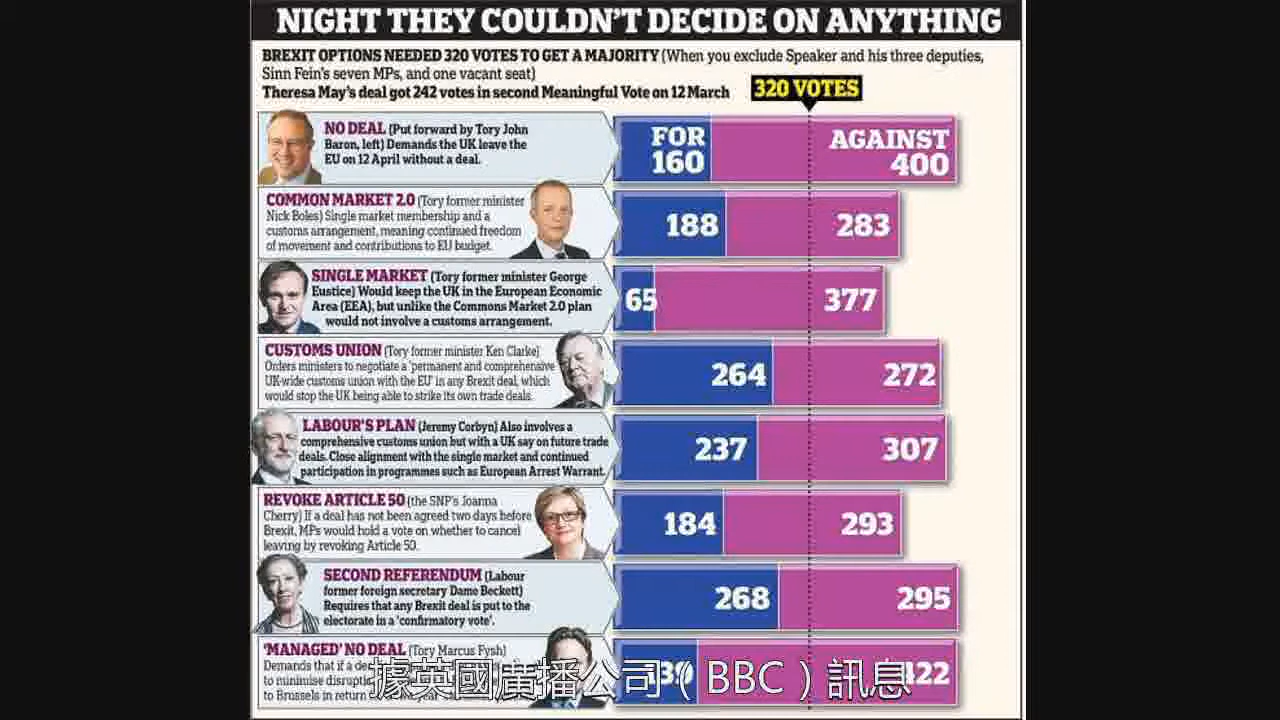 NIGHT THEY COULDN'T DECIDE ON ANYTHING
BREXIT OPTIONS NEEDED 320 VOTES TO GET A MAJORITY (When you exclude Speaker and his three deputies,
Sinn Fein's seven MPs, and one vacant seat)
Theresa May's deal got 242 votes in second Meaningful Vote on 12 March
320 VOTES
NO DEAL (Put forward by Tory John
Baron, left) Demands the UK leave the
EU on 12 April without a deal.
FOR
160
AGAINST
400
COMMON MARKET 2.0 (Tory former minister
Nick Boles) Single market membership and a
customs arrangement, meaning continued freedom
of movement and contributions to EU budget.
188
283
SINGLE MARKET (Tory former minister George
Eustice) Would keep the UK in the European Economic
Area (EEA), but unlike the Commons Market 2.0 plan
would not involve a customs arrangement.
65
377
CUSTOMS UNION (Tory former minister Ken Clarke)
Orders ministers to negotiate a 'permanent and comprehensive
UK-wide customs union with the EU' in any Brexit deal, which
would stop the UK being able to strike its own trade deals.
264
272
LABOUR'S PLAN (Jeremy Corbyn) Also involves a
comprehensive customs union but with a UK say on future trade
deals. Close alignment with the single market and continued
participation in programmes such as European Arrest Warrant.
237
307
REVOKE ARTICLE 50 (the SNP's Joanna
Cherry) If a deal has not been agreed two days before
Brexit, MPs would hold a vote on whether to cancel
leaving by revoking Article 50.
184
293
SECOND REFERENDUM (Labour
former foreign secretary Dame Beckett)
Requires that any Brexit deal is put to the
electorate in a 'confirmatory vote'.
268
295
'MANAGED' NO DEAL (Tory Marcus Fysh)
Demands that if a
to minimise
to Brussels in return
139
422
據英國廣播公司（BBC）訊息